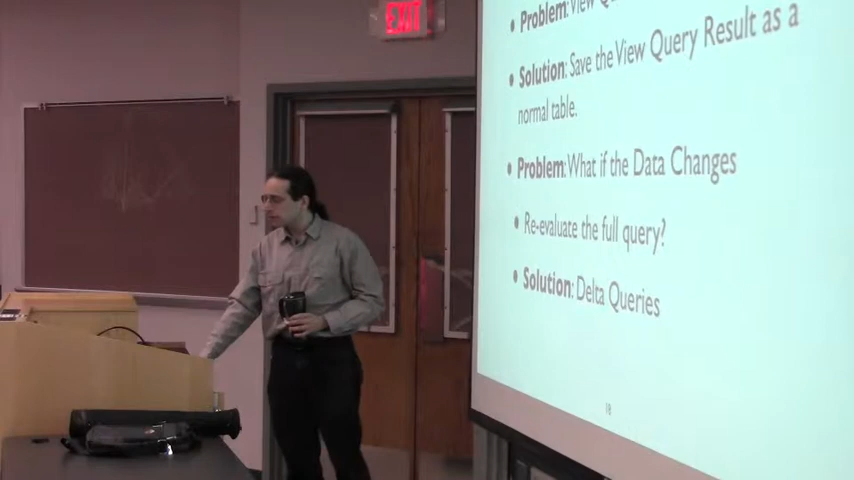 EXIT
• Problem: View
• Solution: Save the View Query Result as a
normal table.
• Problem: What if the Data Changes
• Re-evaluate the full query?
• Solution: Delta Queries
18